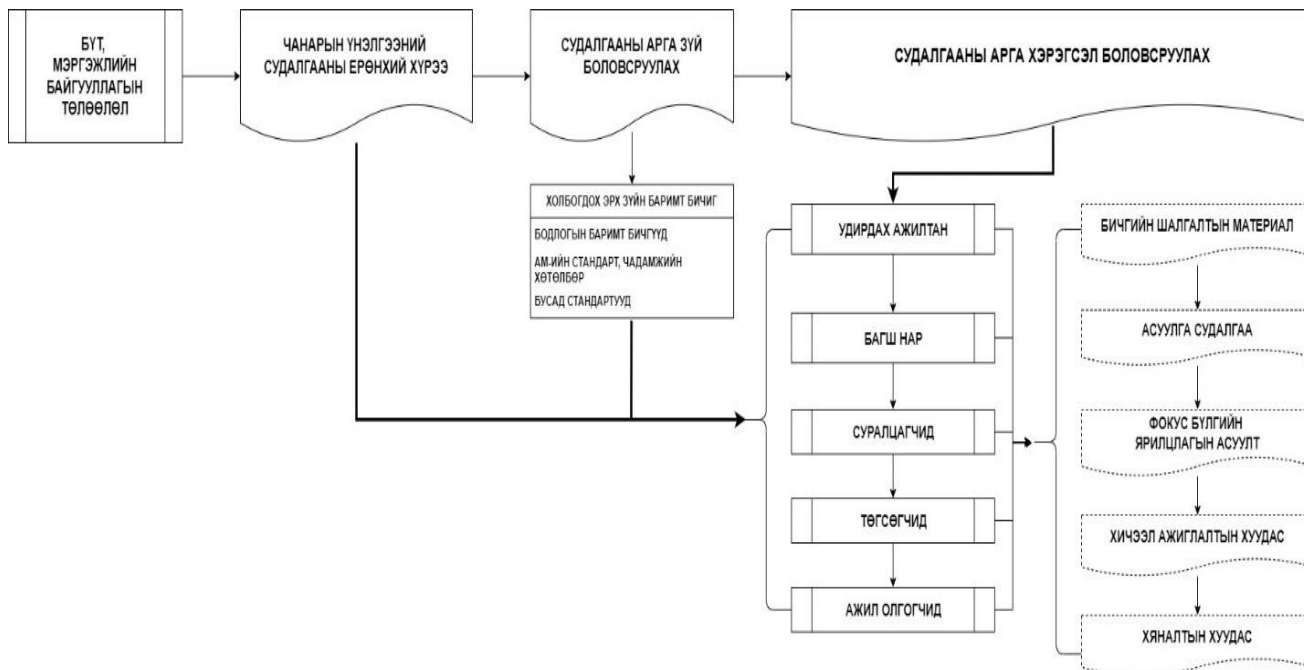 БҮТ,
МЭРГЭЖЛИЙН
БАЙГУУЛЛАГЫН
ТӨЛӨӨЛӨЛ
ЧАНАРЫН ҮНЭЛГЭЭНИЙ
СУДАЛГААНЫ ЕРӨНХИЙ ХҮРЭЭ
СУДАЛГААНЫ АРГА ЗҮЙ
БОЛОВСРУУЛАХ
СУДАЛГААНЫ АРГА ХЭРЭГСЭЛ БОЛОВСРУУЛАХ
ХОЛБОГДОХ ЭРХ ЗҮЙН БАРИМТ БИЧИГ
БОДЛОГЫН БАРИМТ БИЧГҮҮД
АМ-ИЙН СТАНДАРТ, ЧАДАМЖИЙН
ХӨТӨЛБӨР
БУСАД СТАНДАРТУУД
УДИРДАХ АЖИЛТАН
БАГШ НАР
СУРАЛЦАГЧИД
ТӨГСӨГЧИД
АЖИЛ ОЛГОГЧИД
БИЧГИЙН ШАЛГАЛТЫН МАТЕРИАЛ
АСУУЛГА СУДАЛГАА
ФОКУС БҮЛГИЙН
ЯРИЛЦЛАГЫН АСУУЛТ
ХИЧЭЭЛ АЖИГЛАЛТЫН ХУУДАС
ХЯНАЛТЫН ХУУДАС